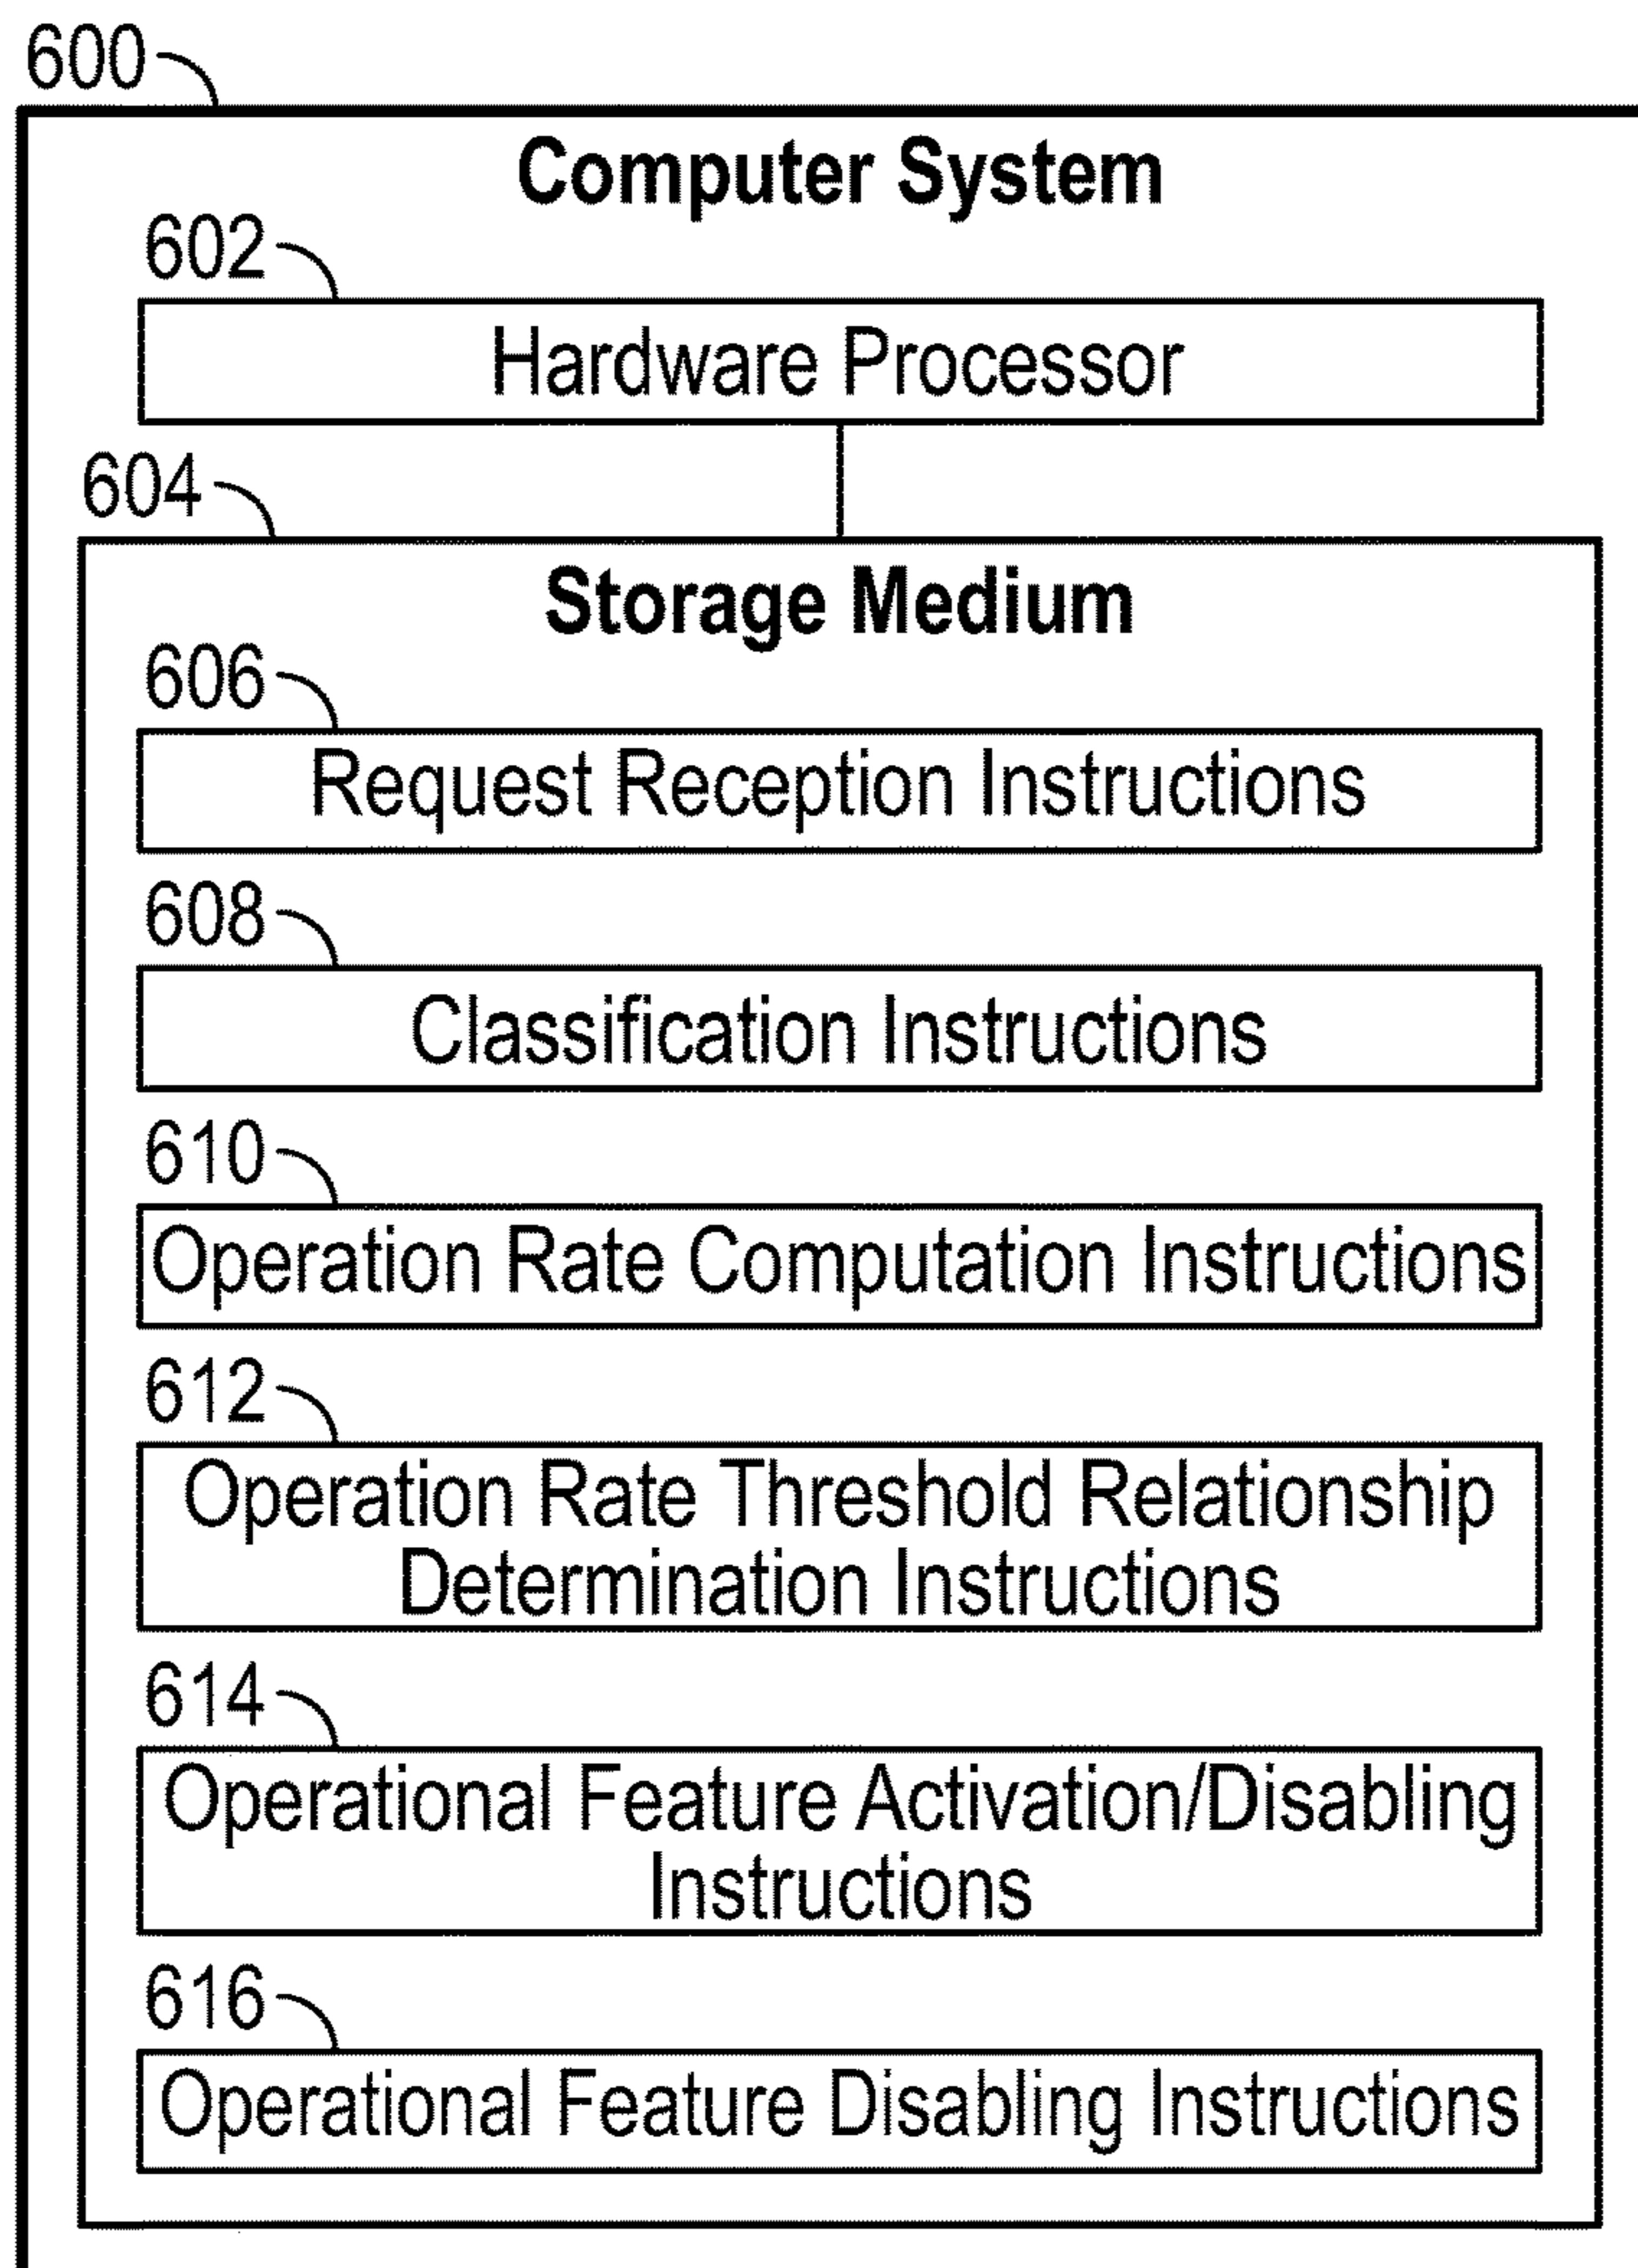 600
Computer System
602
Hardware Processor
604
Storage Medium
606
Request Reception Instructions
608
Classification Instructions
610
Operation Rate Computation Instructions
612
Operation Rate Threshold Relationship
Determination Instructions
614
Operational Feature Activation/Disabling
Instructions
616
Operational Feature Disabling Instructions